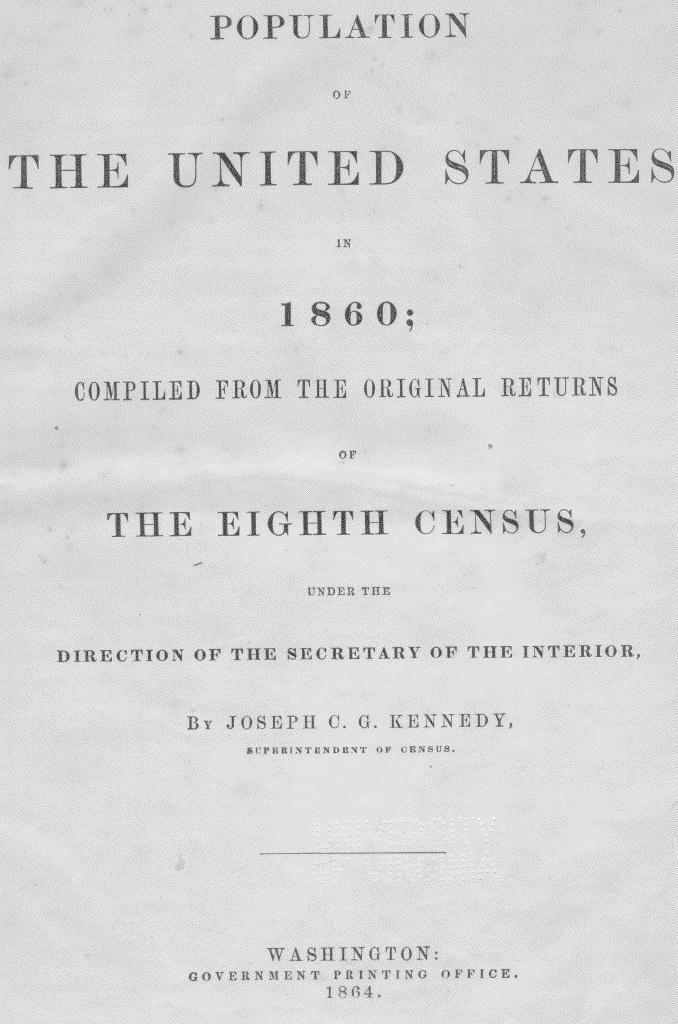 POPULATION
OF
THE UNITED STATES
IN
1860;
COMPILED FROM THE ORIGINAL RETURNS
OF
THE EIGHTH CENSUS,
UNDER THE
DIRECTION OF THE SECRETARY OF THE INTERIOR,
BY JOSEPH C. G. KENNEDY,
SUPERINTENDENT OF CENSUS.
UNIVERSITY
OF VIRGINIA
WASHINGTON:
GOVERNMENT PRINTING OFFICE.
1864.